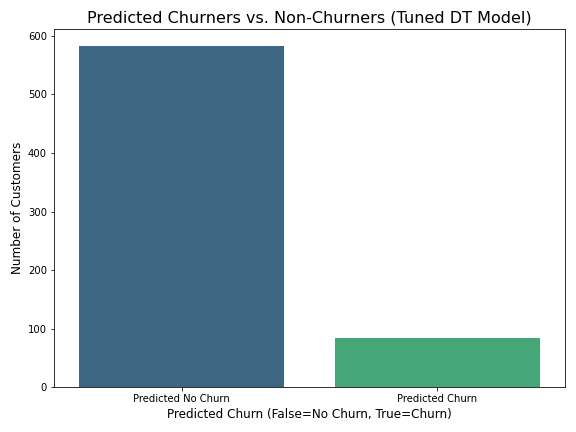 Predicted Churners vs. Non-Churners (Tuned DT Model)
Number of Customers
600
500
400
300
200
100
0
Predicted No Churn
Predicted Churn
Predicted Churn (False=No Churn, True=Churn)